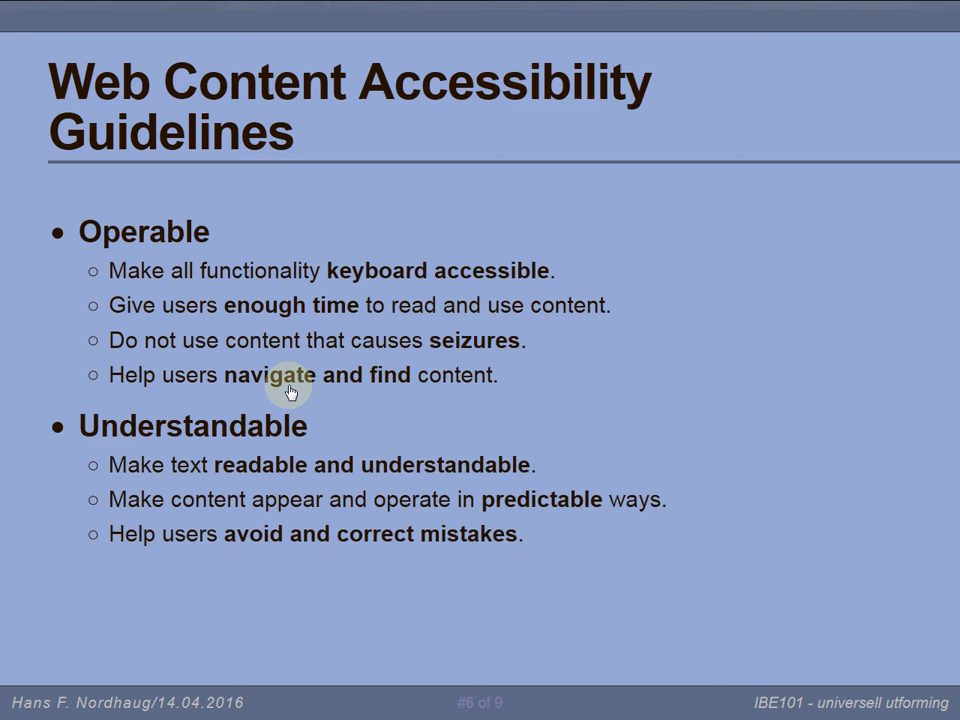 Web Content Accessibility
Guidelines
• Operable
○ Make all functionality keyboard accessible.
○ Give users enough time to read and use content.
○ Do not use content that causes seizures.
○ Help users navigate and find content.
• Understandable
○ Make text readable and understandable.
○ Make content appear and operate in predictable ways.
○ Help users avoid and correct mistakes.
Hans F. Nordhaug/14.04.2016 #6 of 9 IBE101 - universell utforming